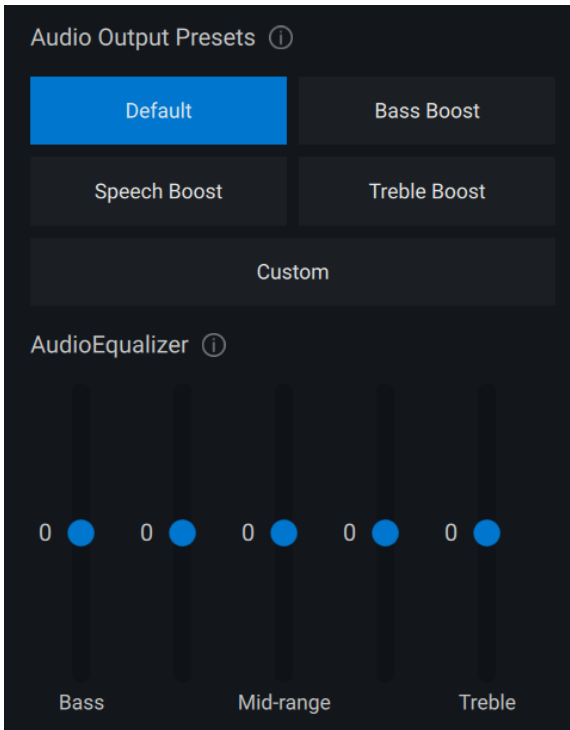 Audio Output Presets
Default Bass Boost
Speech Boost Treble Boost
Custom
AudioEqualizer
0 0 0 0 0
Bass Mid-range Treble